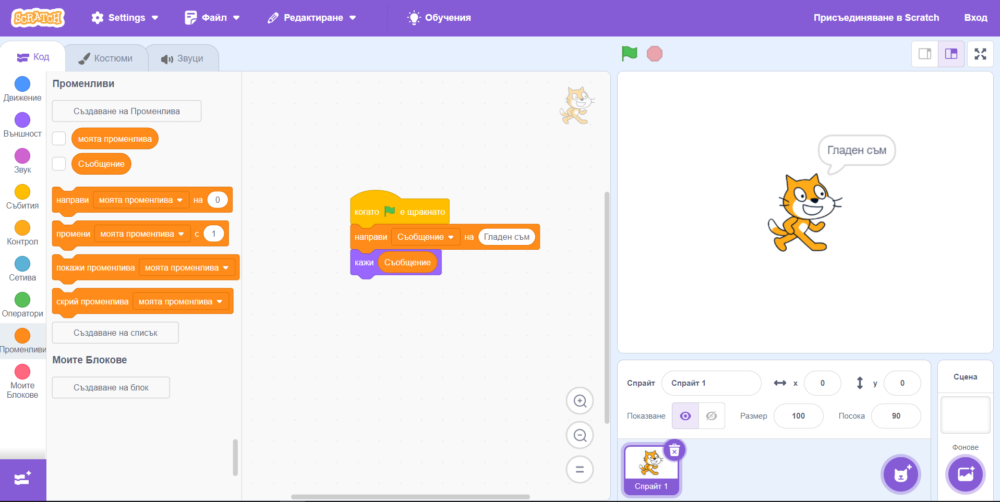 SCRATCH Settings Файл Редактиране Обучения Присъединяване в Scratch Вход
Код Костюми Звуци
Движение
Външност
Звук
Събития
Контрол
Сетива
Оператори
Променливи
Моите
Блокове
Променливи
Създаване на Променлива
моята променлива
Съобщение
направи моята променлива на 0
промени моята променлива с 1
покажи променлива моята променлива
скрий променлива моята променлива
Създаване на списък
Моите Блокове
Създаване на блок
когато е щракнато
направи Съобщение на Гладен съм
кажи Съобщение
Гладен съм
Спрайт Спрайт 1 x 0 y 0
Показване Размер 100 Посока 90
Спрайт 1
Сцена
Фонове